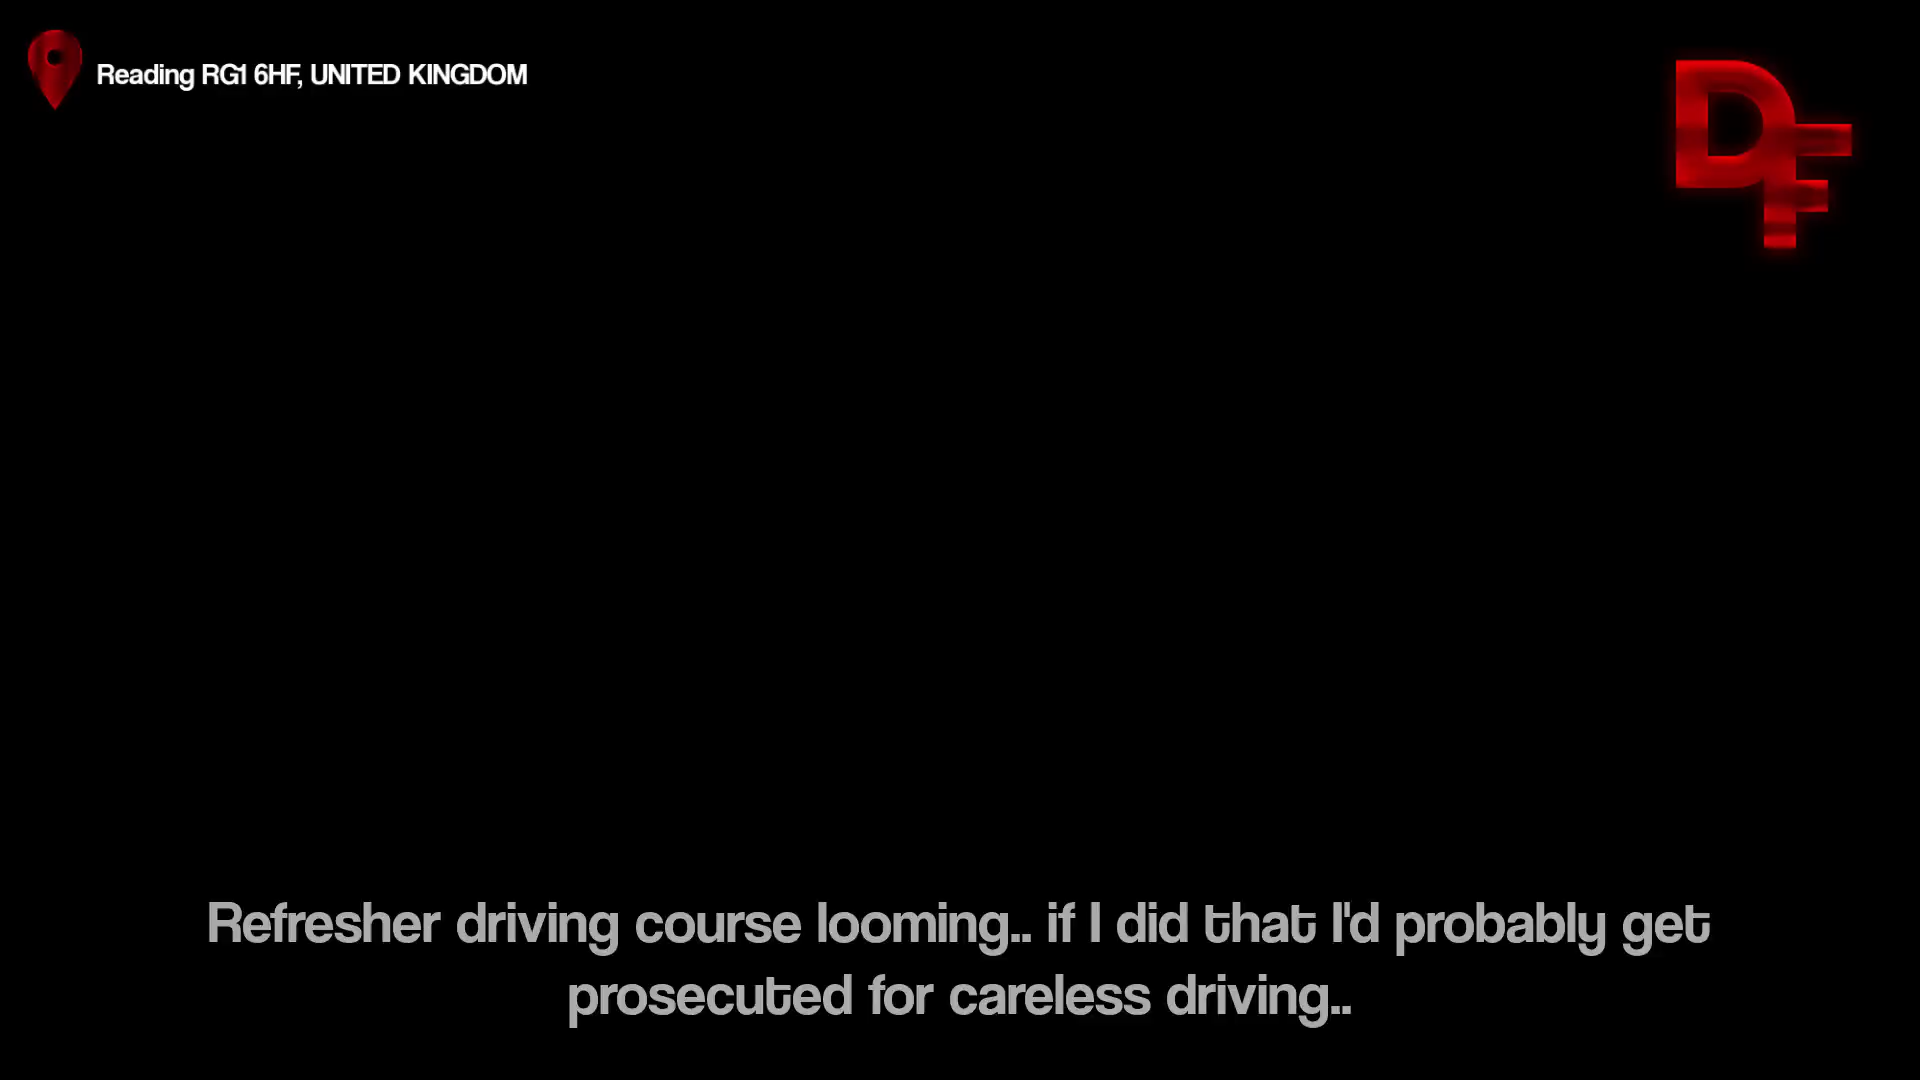 Reading RG1 6HF, UNITED KINGDOM
DF
Refresher driving course looming.. if I did that I'd probably get
prosecuted for careless driving..